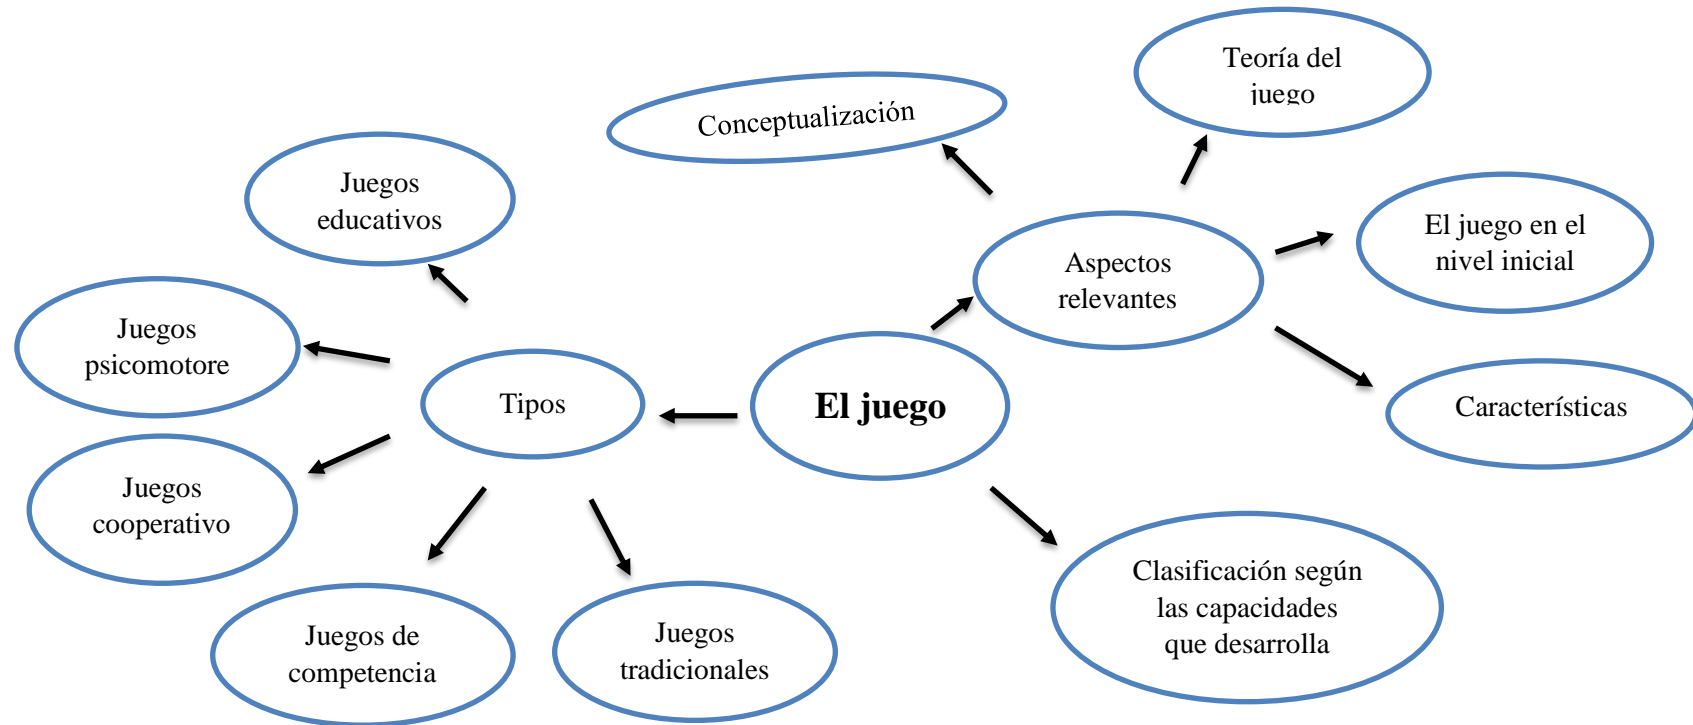 Teoría del
juego
Conceptualización
Juegos
educativos
El juego en el
nivel inicial
Aspectos
relevantes
Juegos
psicomotore
Tipos
El juego
Características
Juegos
cooperativo
Clasificación según
las capacidades
que desarrolla
Juegos de
competencia
Juegos
tradicionales